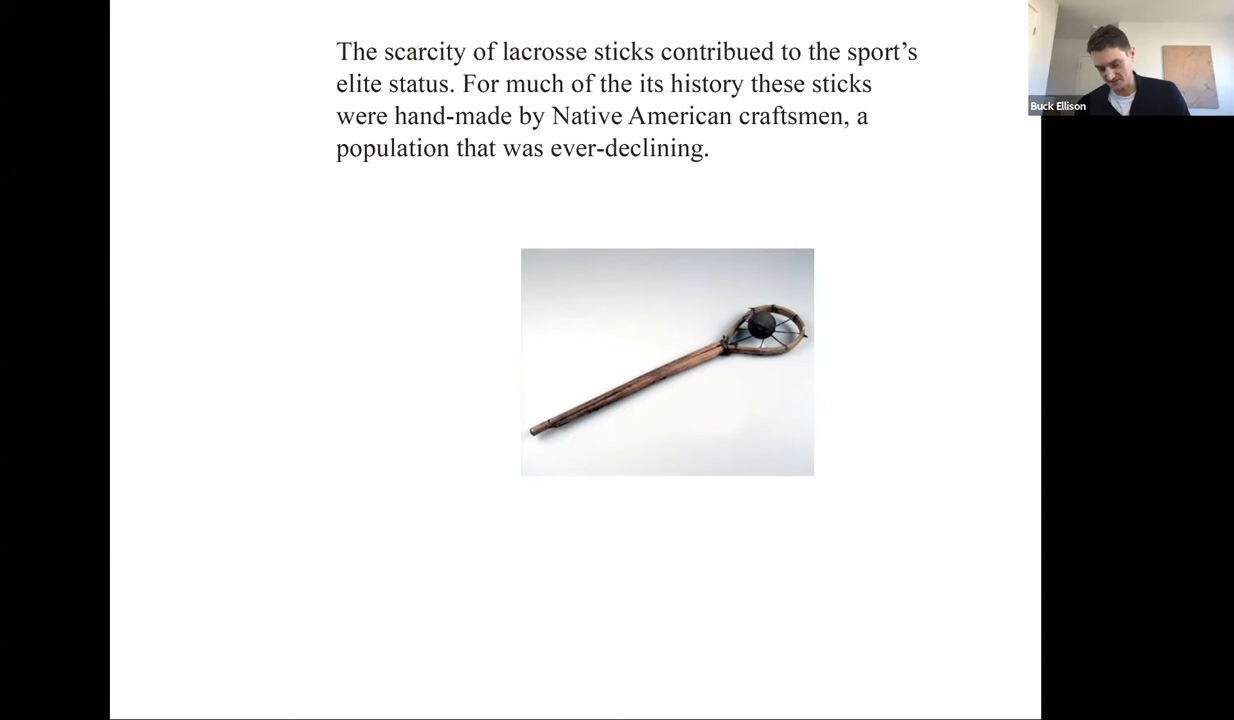 The scarcity of lacrosse sticks contribued to the sport’s
elite status. For much of the its history these sticks
were hand-made by Native American craftsmen, a
population that was ever-declining.
Buck Ellison